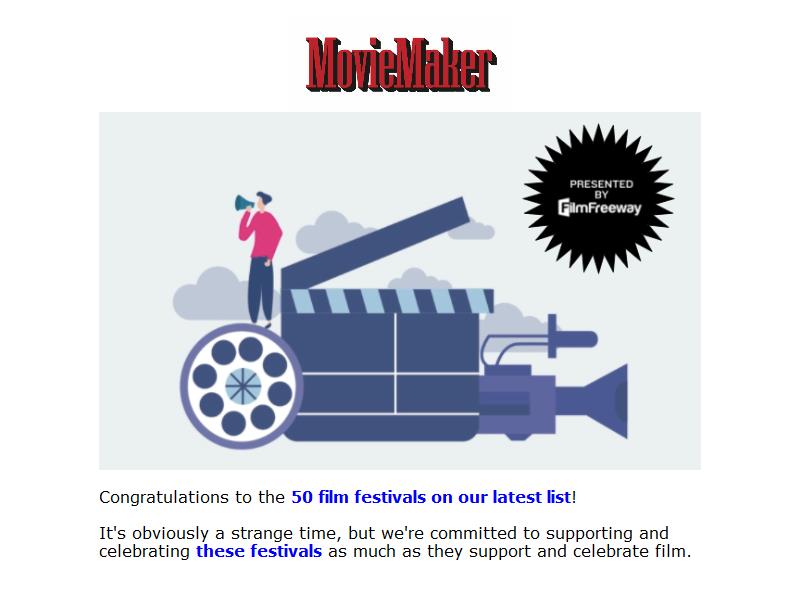 MovieMaker
PRESENTED
BY
FilmFreeway
Congratulations to the 50 film festivals on our latest list!
It's obviously a strange time, but we're committed to supporting and
celebrating these festivals as much as they support and celebrate film.